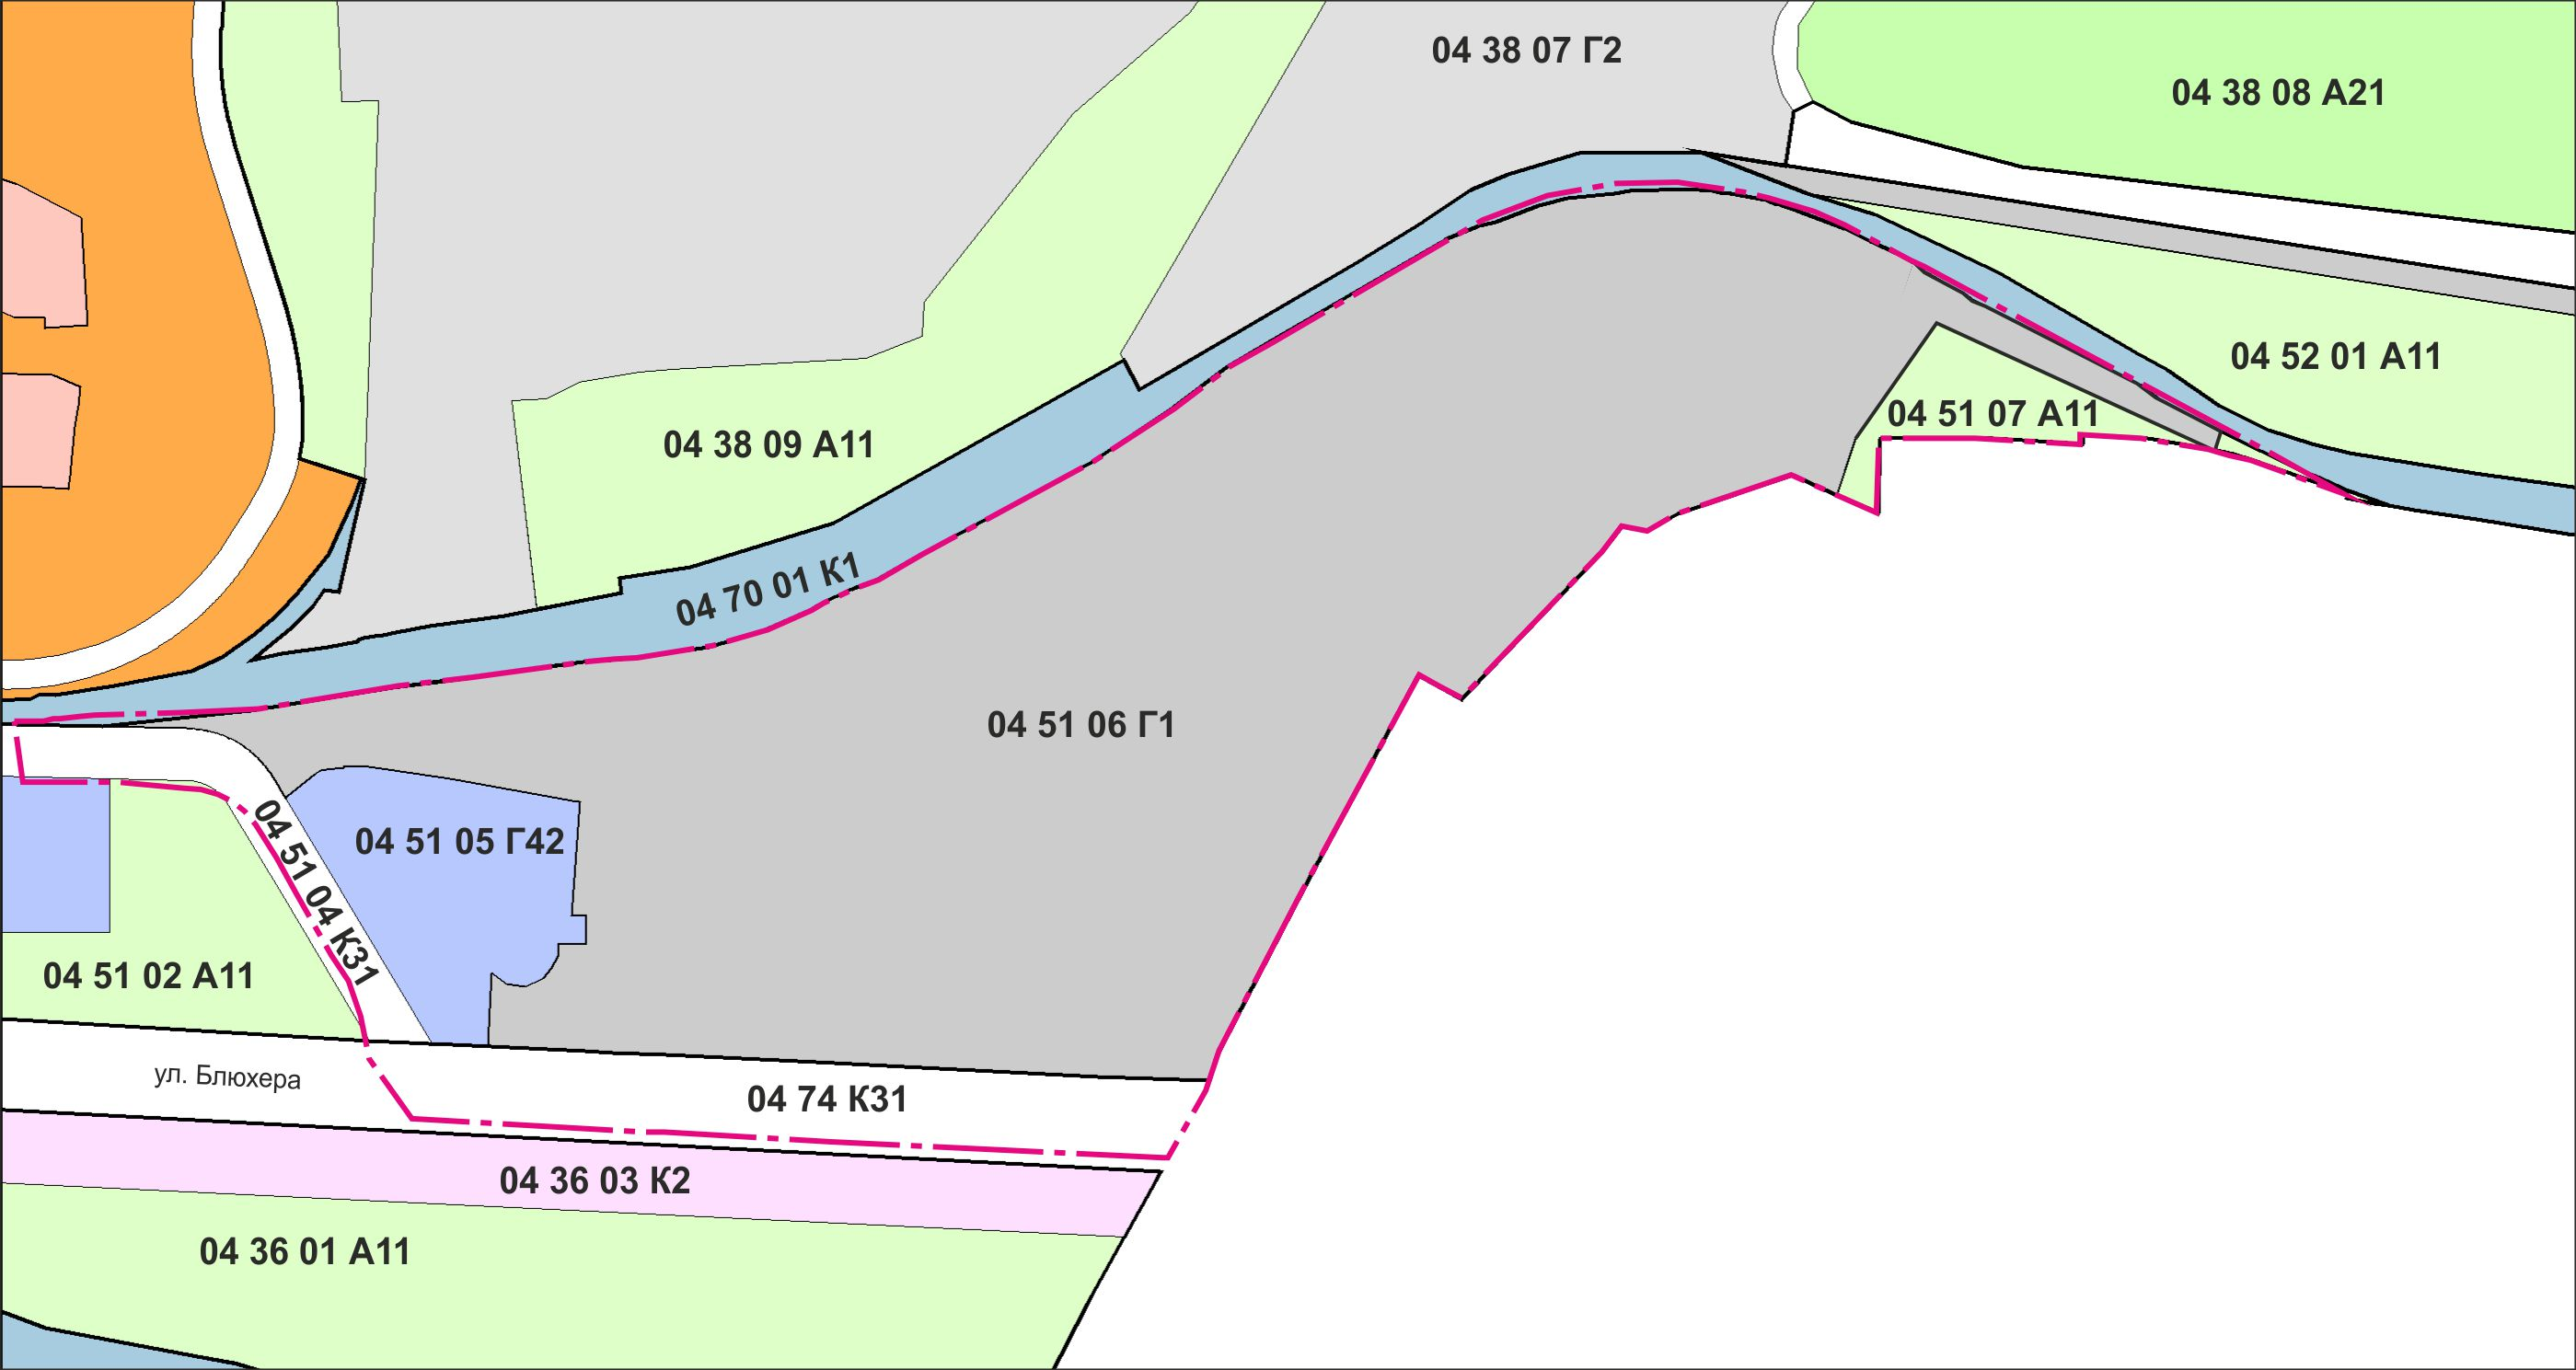 04 38 07 Г2
04 38 08 А21
04 52 01 А11
04 51 07 А11
04 38 09 А11
04 70 01 К1
04 51 06 Г1
04 51 05 Г42
04 51 04 К31
04 51 02 А11
ул. Блюхера
04 74 К31
04 36 03 К2
04 36 01 А11